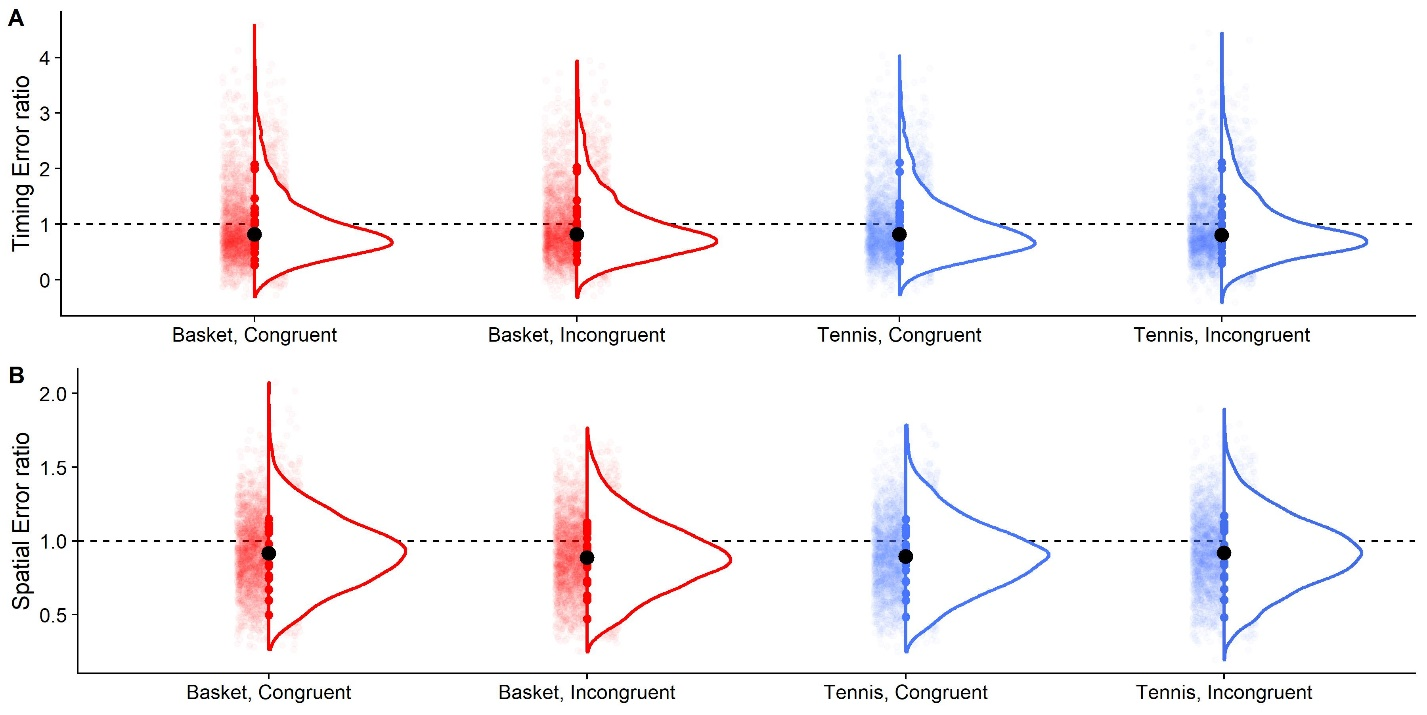 A
Timing Error ratio
4
3
2
1
0
Basket, Congruent
Basket, Incongruent
Tennis, Congruent
Tennis, Incongruent
B
Spatial Error ratio
2.0
1.5
1.0
0.5
Basket, Congruent
Basket, Incongruent
Tennis, Congruent
Tennis, Incongruent